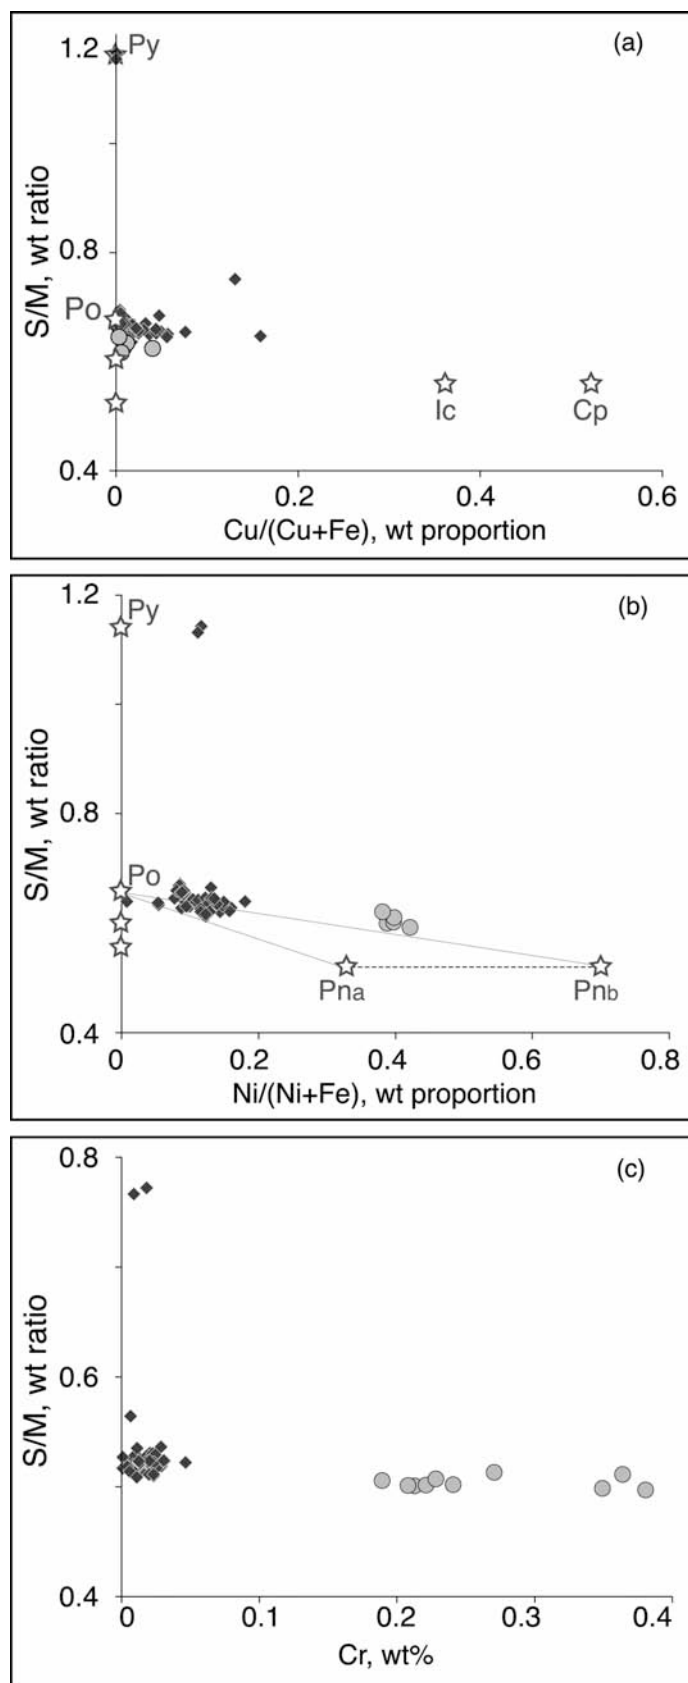 (a)
1.2
Py
S/M, wt ratio
0.8
Po
Ic
Cp
0.4
0
0.2
0.4
0.6
Cu/(Cu+Fe), wt proportion
(b)
1.2
Py
S/M, wt ratio
0.8
Po
Pna
Pnb
0.4
0
0.2
0.4
0.6
0.8
Ni/(Ni+Fe), wt proportion
(c)
0.8
S/M, wt ratio
0.6
0.4
0
0.1
0.2
0.3
0.4
Cr, wt%